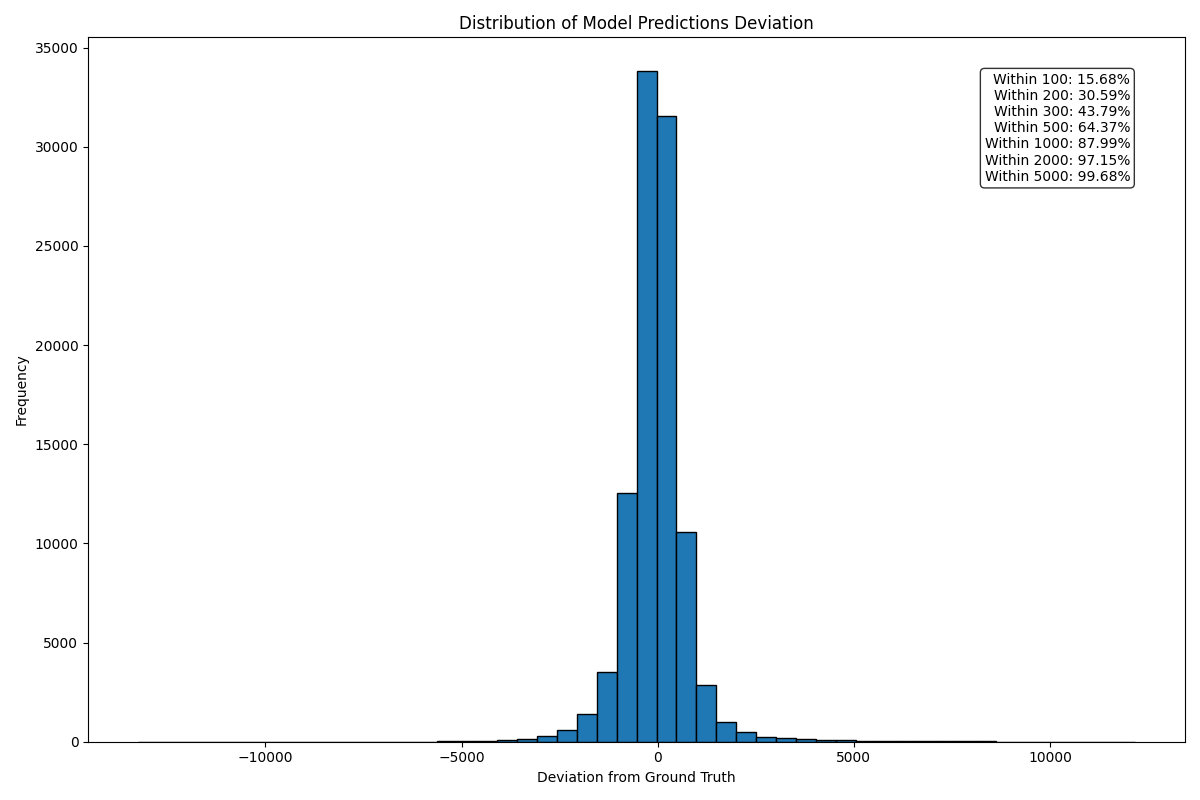 Distribution of Model Predictions Deviation
35000
30000
25000
20000
15000
10000
5000
0
Frequency
Within 100: 15.68%
Within 200: 30.59%
Within 300: 43.79%
Within 500: 64.37%
Within 1000: 87.99%
Within 2000: 97.15%
Within 5000: 99.68%
−10000
−5000
0
5000
10000
Deviation from Ground Truth